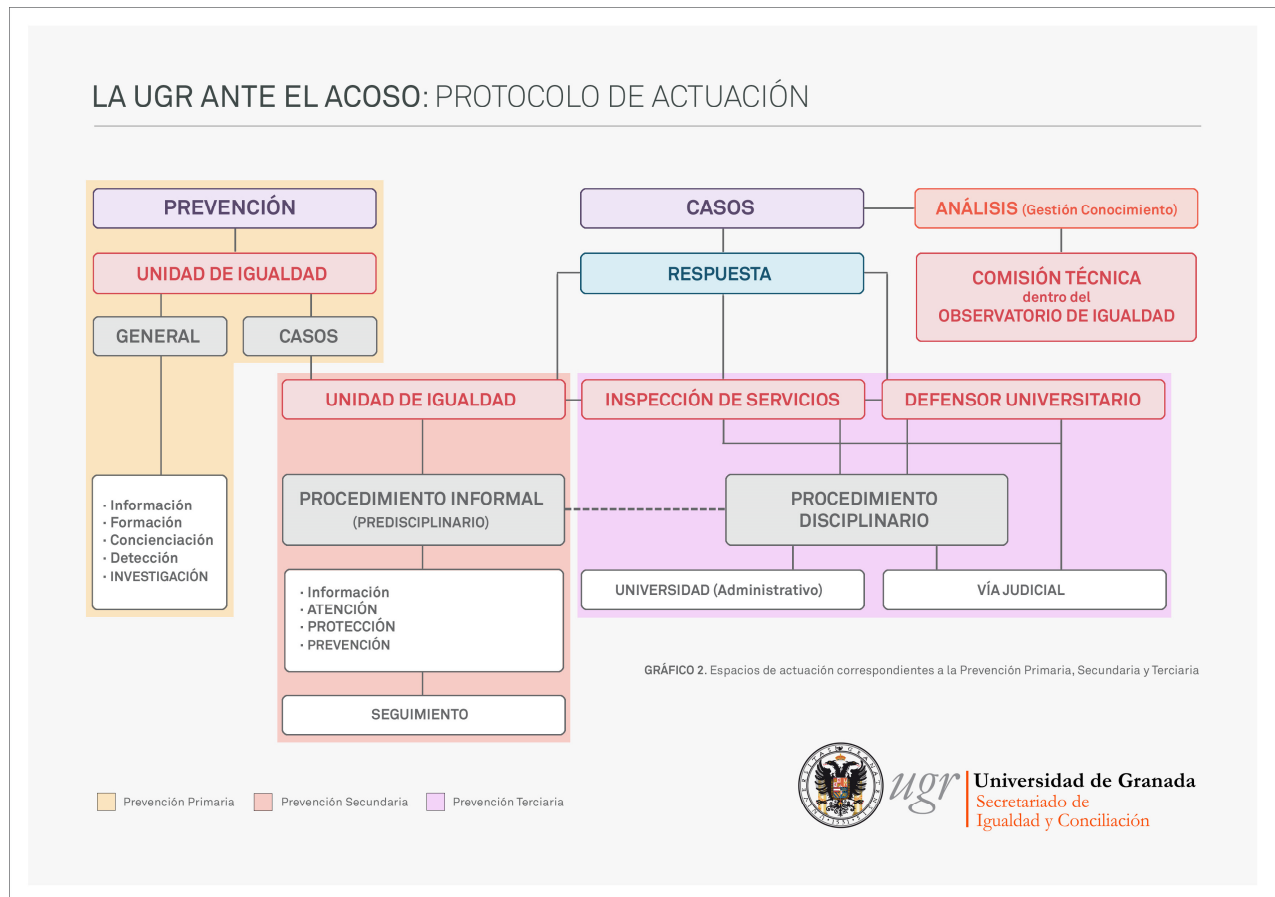 LA UGR ANTE EL ACOSO: PROTOCOLO DE ACTUACIÓN
PREVENCIÓN
CASOS
ANÁLISIS (Gestión Conocimiento)
UNIDAD DE IGUALDAD
RESPUESTA
COMISIÓN TÉCNICA
dentro del
OBSERVATORIO DE IGUALDAD
GENERAL
CASOS
UNIDAD DE IGUALDAD
INSPECCIÓN DE SERVICIOS
DEFENSOR UNIVERSITARIO
· Información
· Formación
· Concienciación
· Detección
· INVESTIGACIÓN
PROCEDIMIENTO INFORMAL
(PREDISCIPLINARIO)
PROCEDIMIENTO
DISCIPLINARIO
· Información
· ATENCIÓN
· PROTECCIÓN
· PREVENCIÓN
UNIVERSIDAD (Administrativo)
VÍA JUDICIAL
SEGUIMIENTO
GRÁFICO 2. Espacios de actuación correspondientes a la Prevención Primaria, Secundaria y Terciaria
Prevención Primaria
Prevención Secundaria
Prevención Terciaria
ugr
Universidad de Granada
Secretariado de
Igualdad y Conciliación